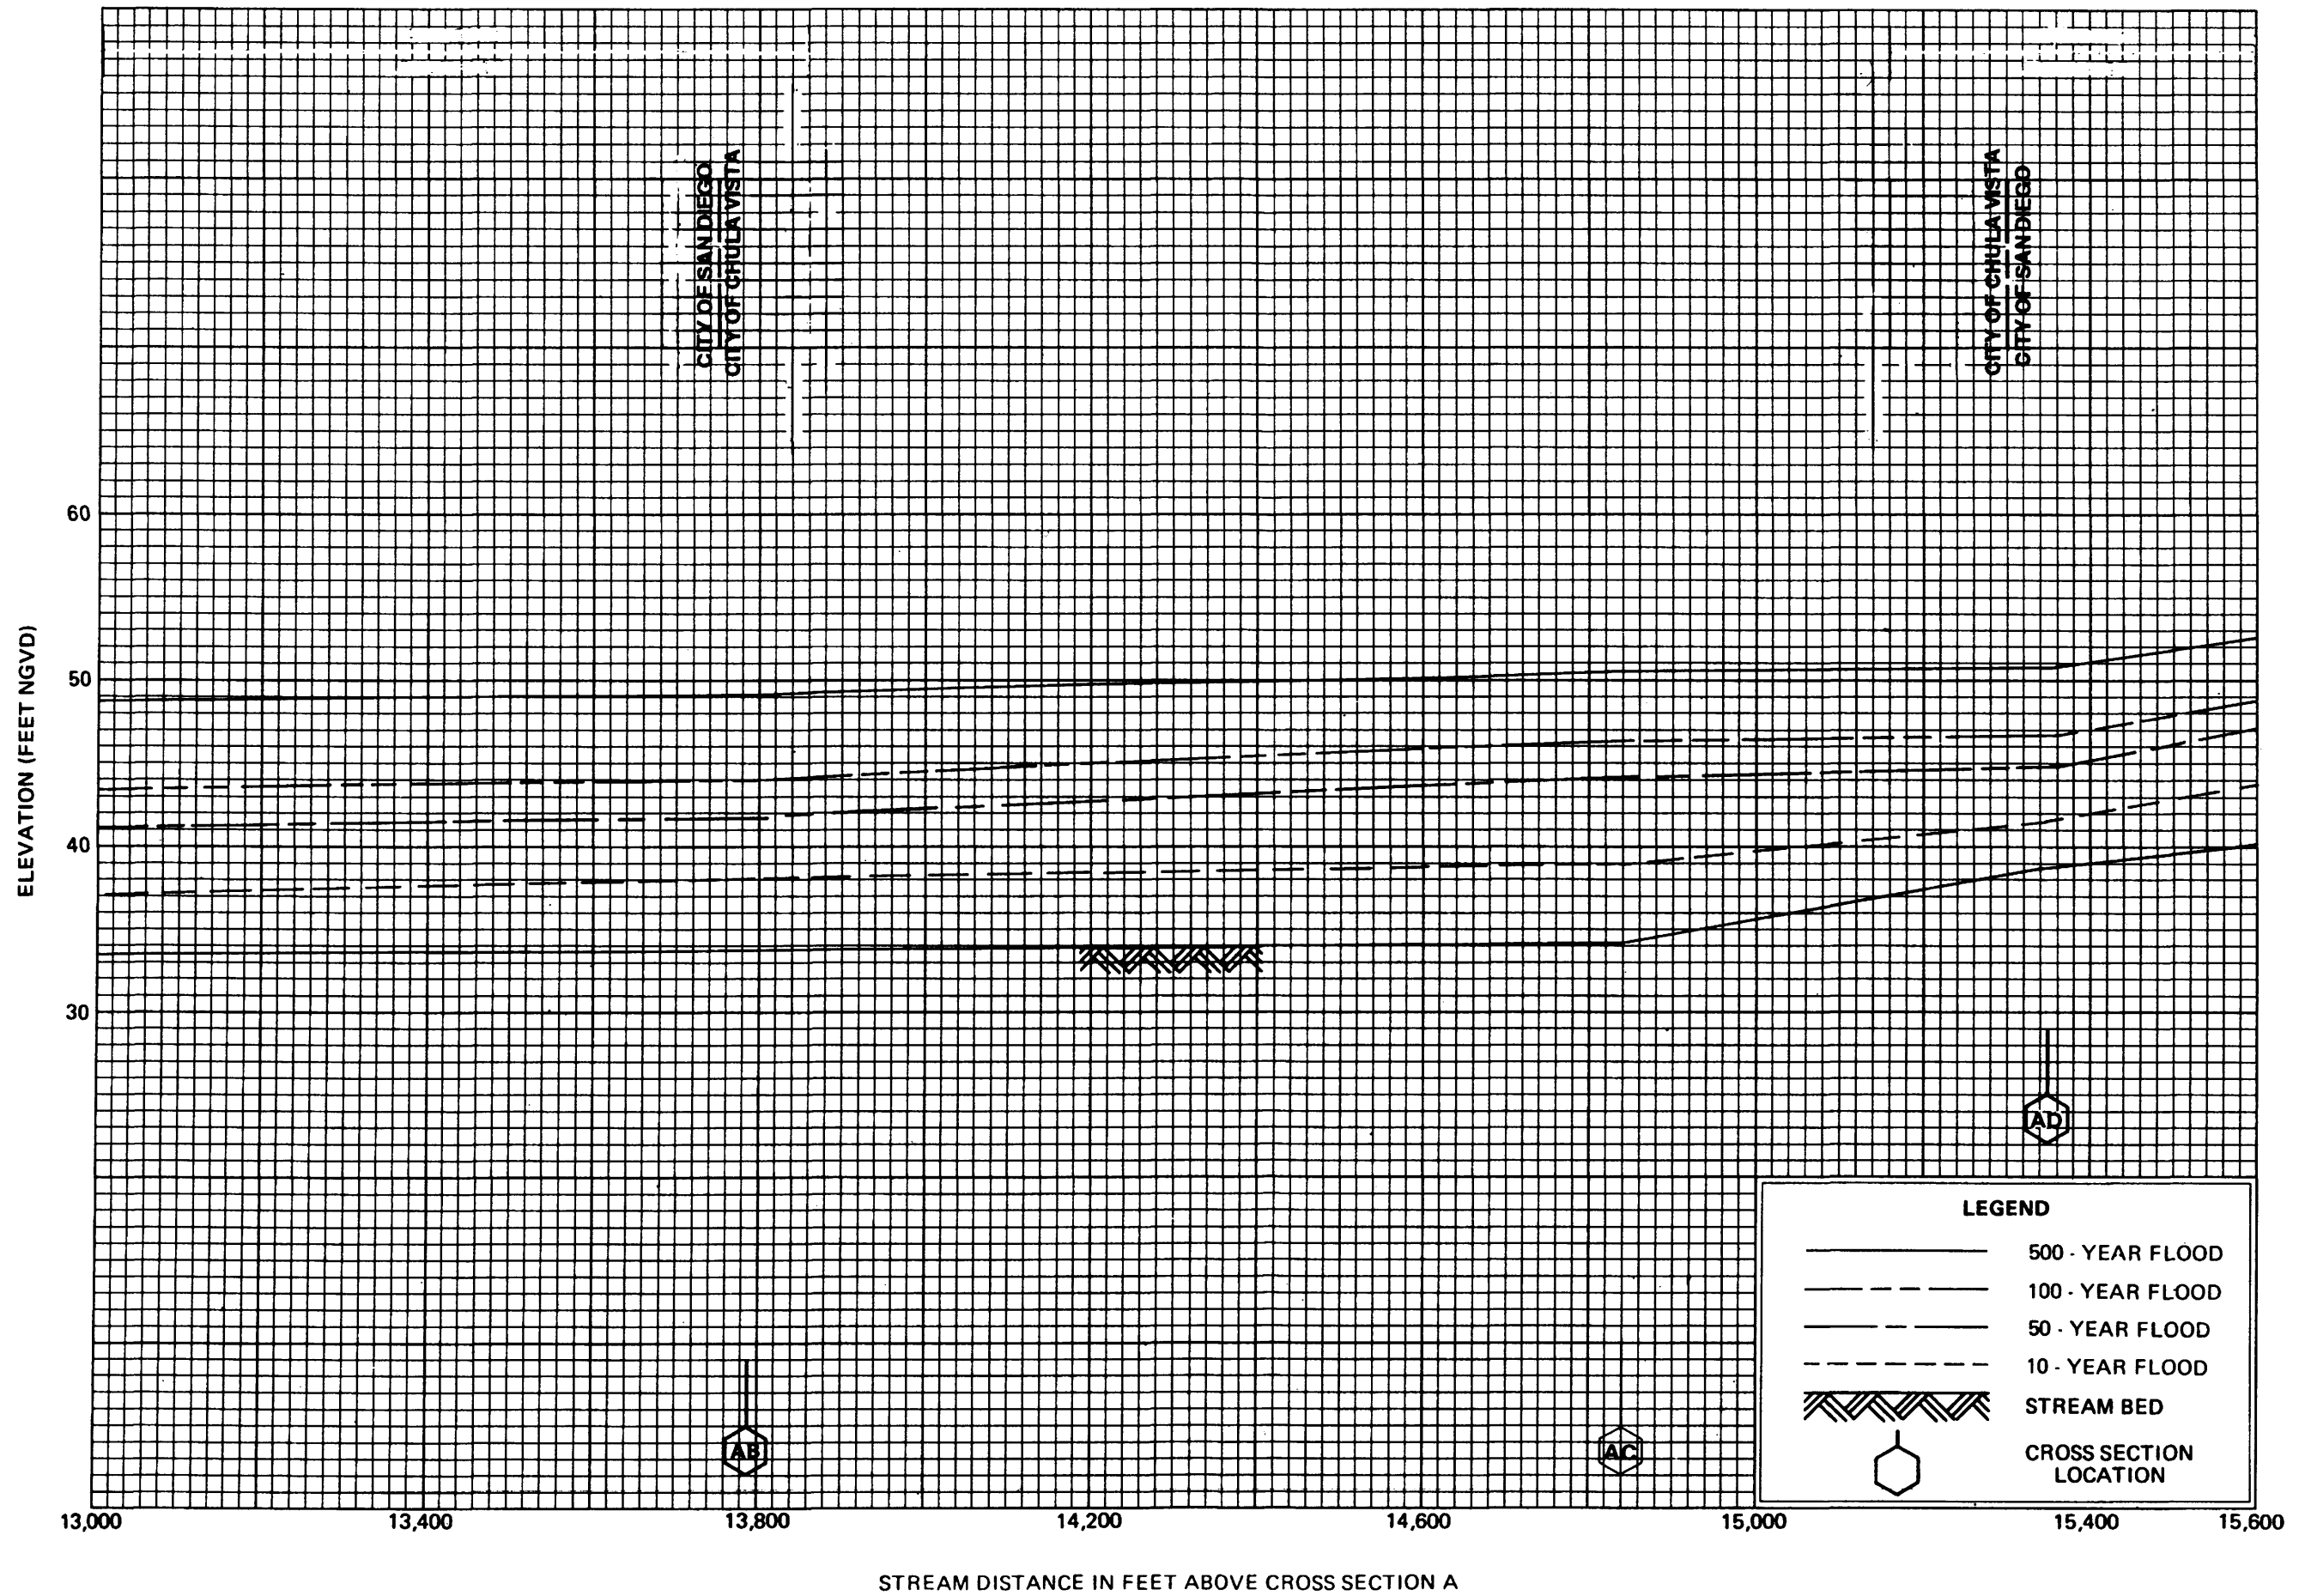 CITY OF SAN DIEGO
CITY OF CHULA VISTA
CITY OF CHULA VISTA
CITY OF SAN DIEGO
60
50
40
30
ELEVATION (FEET NGVD)
AD
AB
AC
LEGEND
500 - YEAR FLOOD
100 - YEAR FLOOD
50 - YEAR FLOOD
10 - YEAR FLOOD
STREAM BED
CROSS SECTION
LOCATION
13,000
13,400
13,800
14,200
14,600
15,000
15,400
15,600
STREAM DISTANCE IN FEET ABOVE CROSS SECTION A